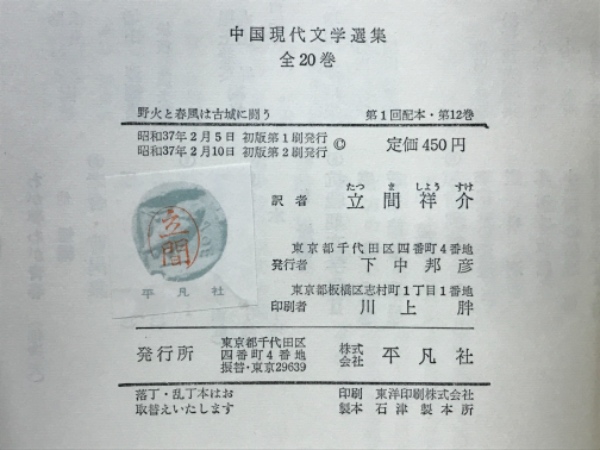 中国現代文学選集
全20巻
野火と春風は古城に闘う 第1回配本・第12巻
昭和37年2月5日 初版第1刷発行
昭和37年2月10日 初版第2刷発行
© 定価450円
たつ ま しよう すけ
訳者 立間祥介
東京都千代田区四番町4番地
発行者 下中邦彦
東京都板橋区志村町1丁目1番地
印刷者 川上胖
立間
平凡社
発行所
東京都千代田区
四番町4番地
振替・東京29639
株式会社 平凡社
落丁・乱丁本はお
取替えいたします
印刷 東洋印刷株式会社
製本 石津製本所